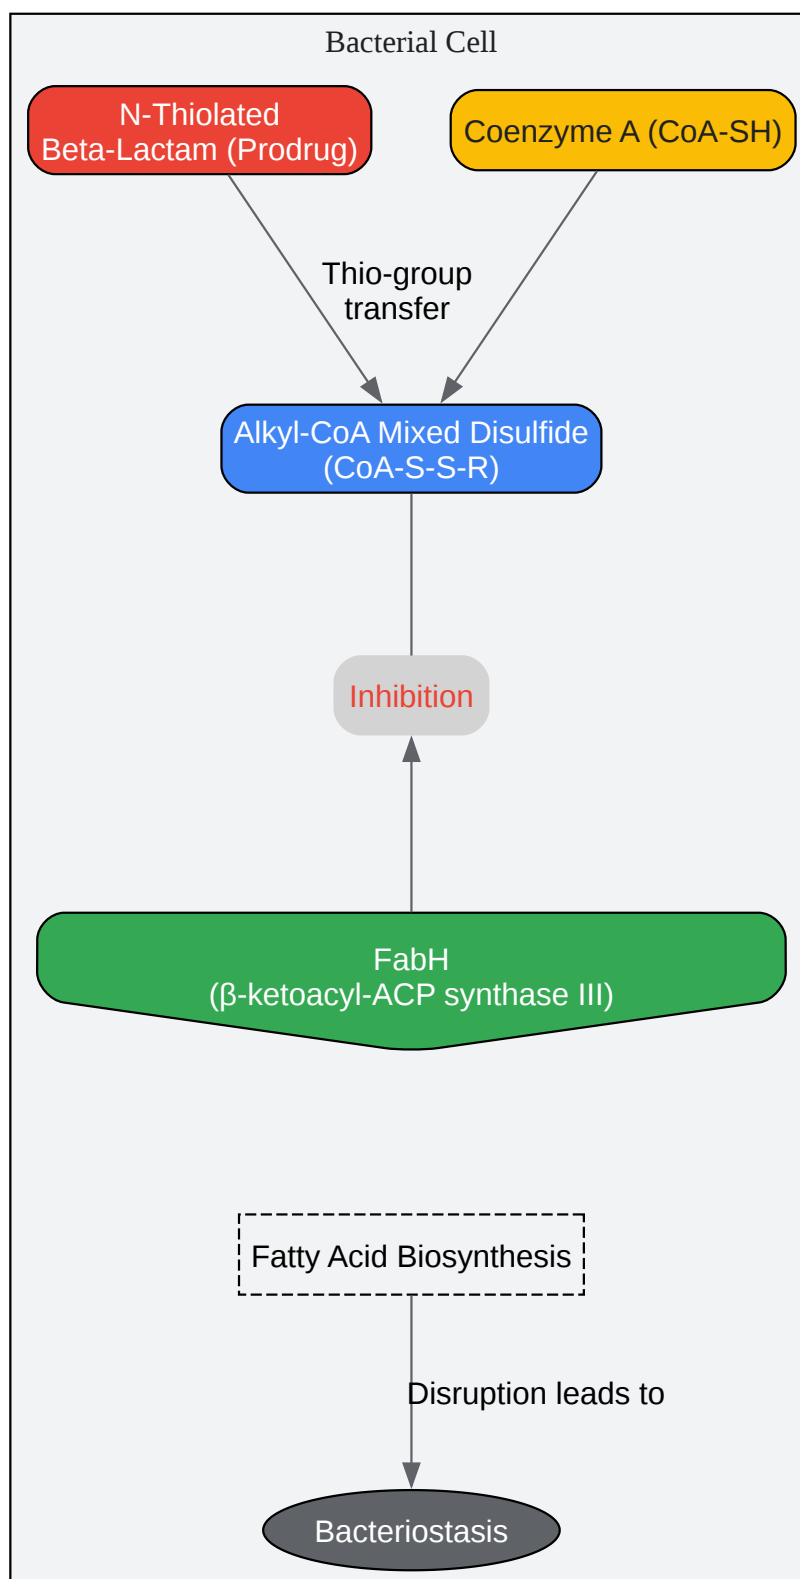 Bacterial Cell
N-Thiolated
Beta-Lactam (Prodrug)
Coenzyme A (CoA-SH)
Thio-group
transfer
Alkyl-CoA Mixed Disulfide
(CoA-S-S-R)
Inhibition
FabH
(β-ketoacyl-ACP synthase III)
Fatty Acid Biosynthesis
Disruption leads to
Bacteriostasis